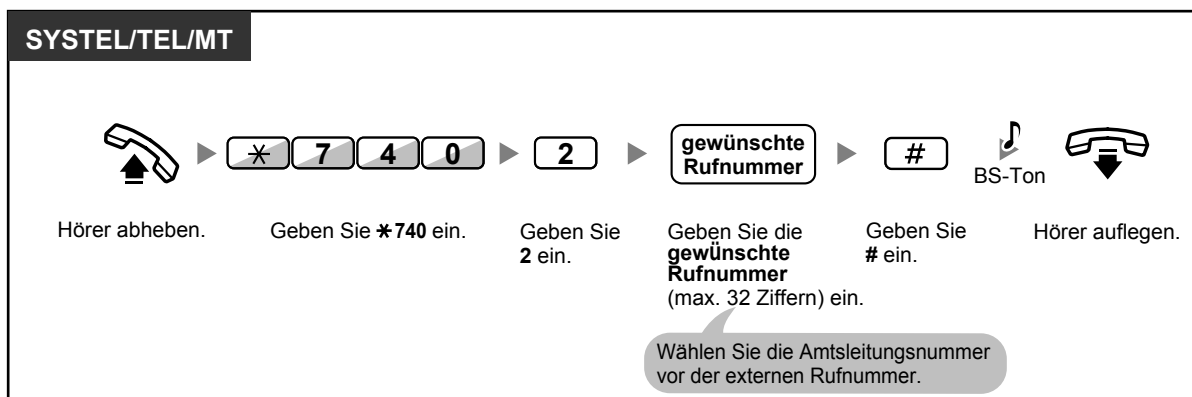 SYSTEL/TEL/MT
✳ 7 4 0 2 gewünschte Rufnummer #
BS-Ton
Hörer abheben.
Geben Sie ✳740 ein.
Geben Sie
2 ein.
Geben Sie die
gewünschte
Rufnummer
(max. 32 Ziffern) ein.
Geben Sie
# ein.
Hörer auflegen.
Wählen Sie die Amtsleitungsnummer
vor der externen Rufnummer.